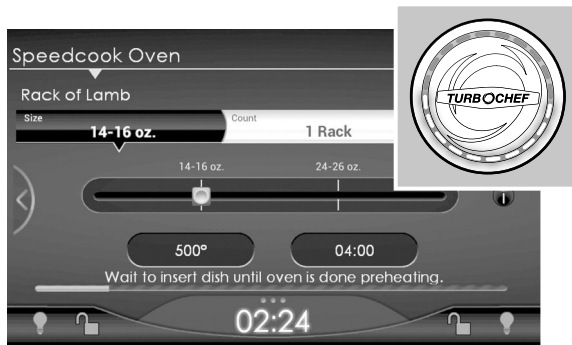 Speedcook Oven
TURBOCHEF
Rack of Lamb
Size
14-16 oz.
Count
1 Rack
14-16 oz.
24-26 oz.
500°
04:00
Wait to insert dish until oven is done preheating.
02:24